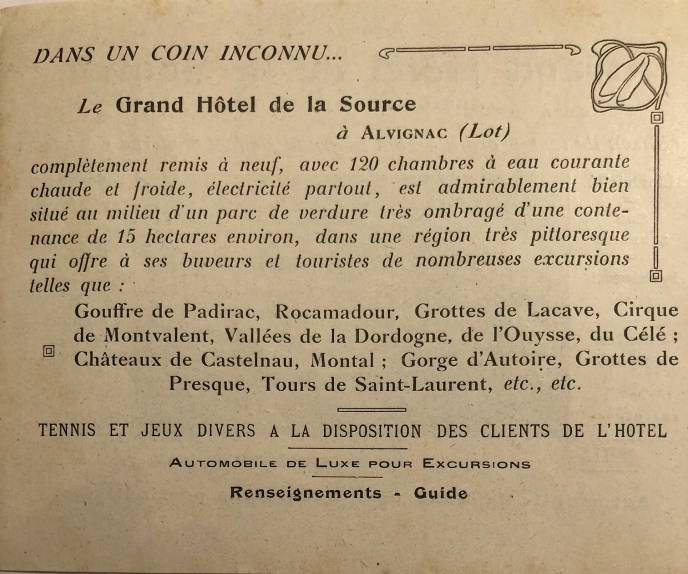 DANS UN COIN INCONNU...
Le Grand Hôtel de la Source
à ALVIGNAC (Lot)
complètement remis à neuf, avec 120 chambres à eau courante
chaude et froide, électricité partout, est admirablement bien
situé au milieu d'un parc de verdure très ombragé d'une conte-
nance de 15 hectares environ, dans une région très pittoresque
qui offre à ses buveurs et touristes de nombreuses excursions
telles que :
Gouffre de Padirac, Rocamadour, Grottes de Lacave, Cirque
de Montvalent, Vallées de la Dordogne, de l'Ouysse, du Célé ;
Châteaux de Castelnau, Montal ; Gorge d'Autoire, Grottes de
Presque, Tours de Saint-Laurent, etc., etc.
TENNIS ET JEUX DIVERS A LA DISPOSITION DES CLIENTS DE L'HOTEL
AUTOMOBILE DE LUXE POUR EXCURSIONS
Renseignements - Guide